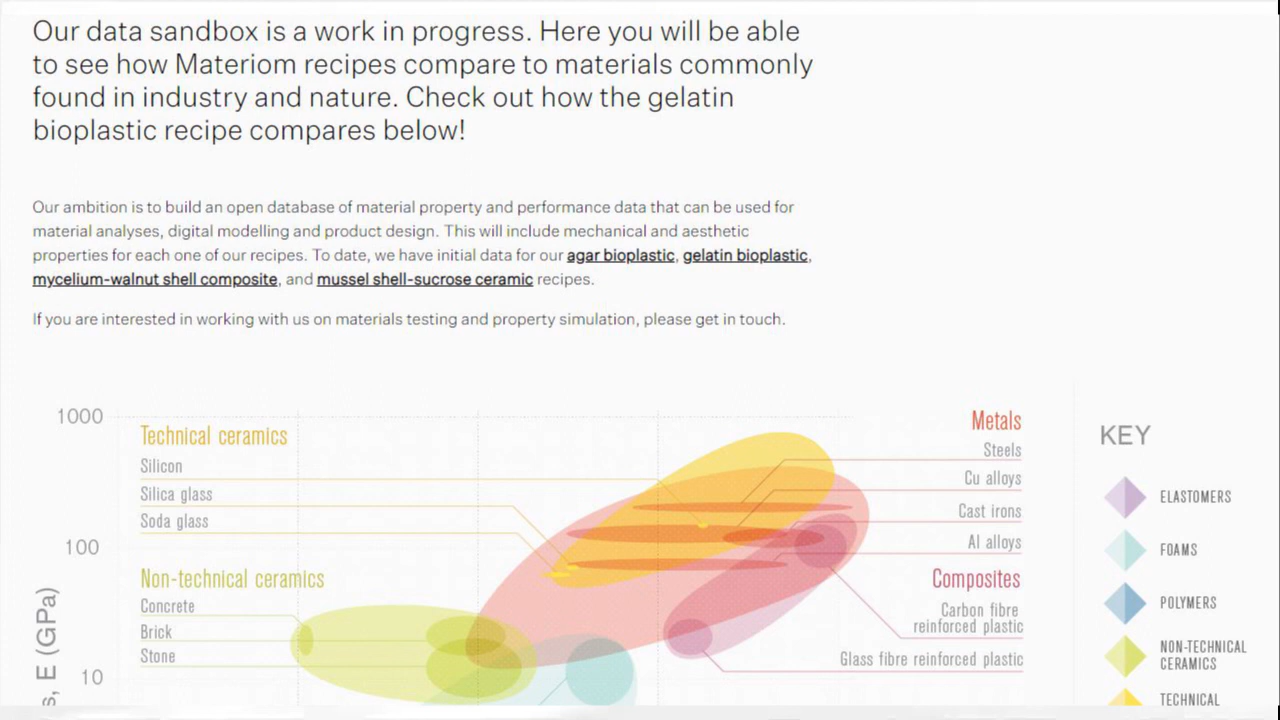 Our data sandbox is a work in progress. Here you will be able
to see how Materiom recipes compare to materials commonly
found in industry and nature. Check out how the gelatin
bioplastic recipe compares below!
Our ambition is to build an open database of material property and performance data that can be used for
material analyses, digital modelling and product design. This will include mechanical and aesthetic
properties for each one of our recipes. To date, we have initial data for our agar bioplastic, gelatin bioplastic,
mycelium-walnut shell composite, and mussel shell-sucrose ceramic recipes.
If you are interested in working with us on materials testing and property simulation, please get in touch.
1000
100
10
s, E (GPa)
Technical ceramics
Silicon
Silica glass
Soda glass
Non-technical ceramics
Concrete
Brick
Stone
Metals
Steels
Cu alloys
Cast irons
Al alloys
Composites
Carbon fibre
reinforced plastic
Glass fibre reinforced plastic
KEY
ELASTOMERS
FOAMS
POLYMERS
NON-TECHNICAL
CERAMICS
TECHNICAL